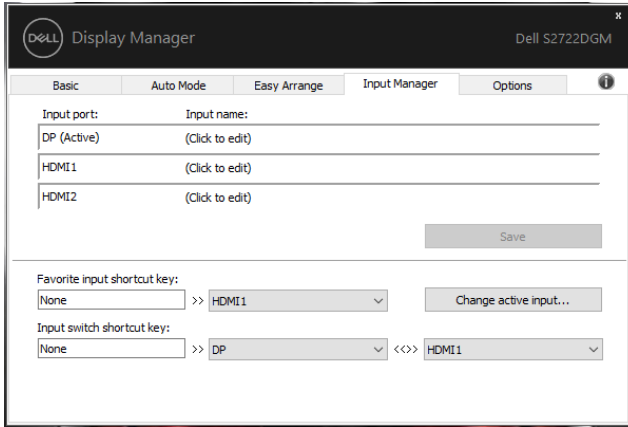 x
DELL Display Manager Dell S2722DGM
Basic Auto Mode Easy Arrange Input Manager Options i
Input port: Input name:
DP (Active) (Click to edit)
HDMI1 (Click to edit)
HDMI2 (Click to edit)
Save
Favorite input shortcut key:
None >> HDMI1 Change active input...
Input switch shortcut key:
None >> DP <<>> HDMI1